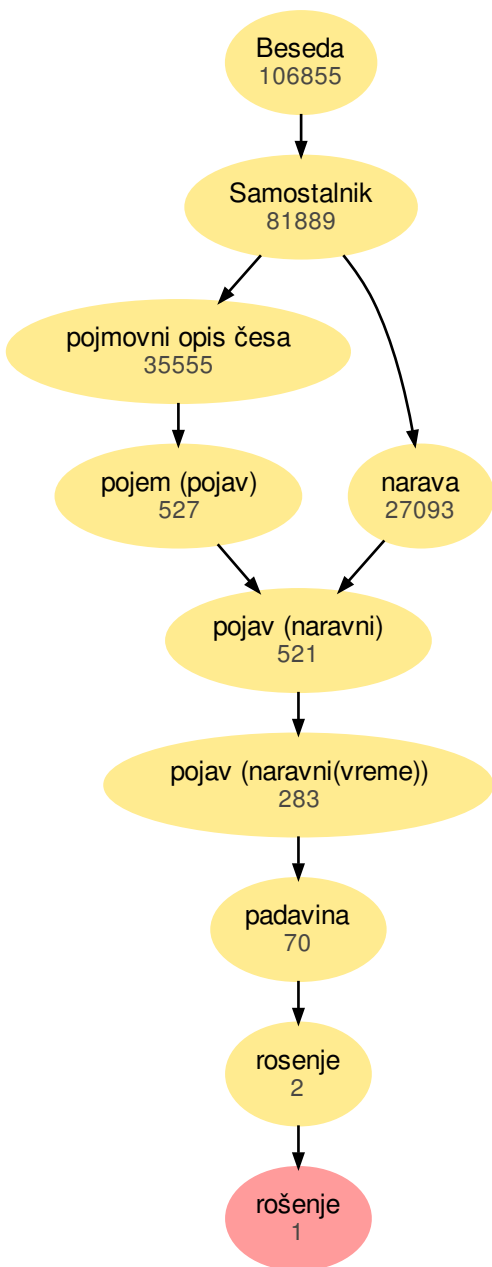 Beseda
106855
Samostalnik
81889
pojmovni opis česa
35555
pojem (pojav)
527
narava
27093
pojav (naravni)
521
pojav (naravni(vreme))
283
padavina
70
rosenje
2
rošenje
1